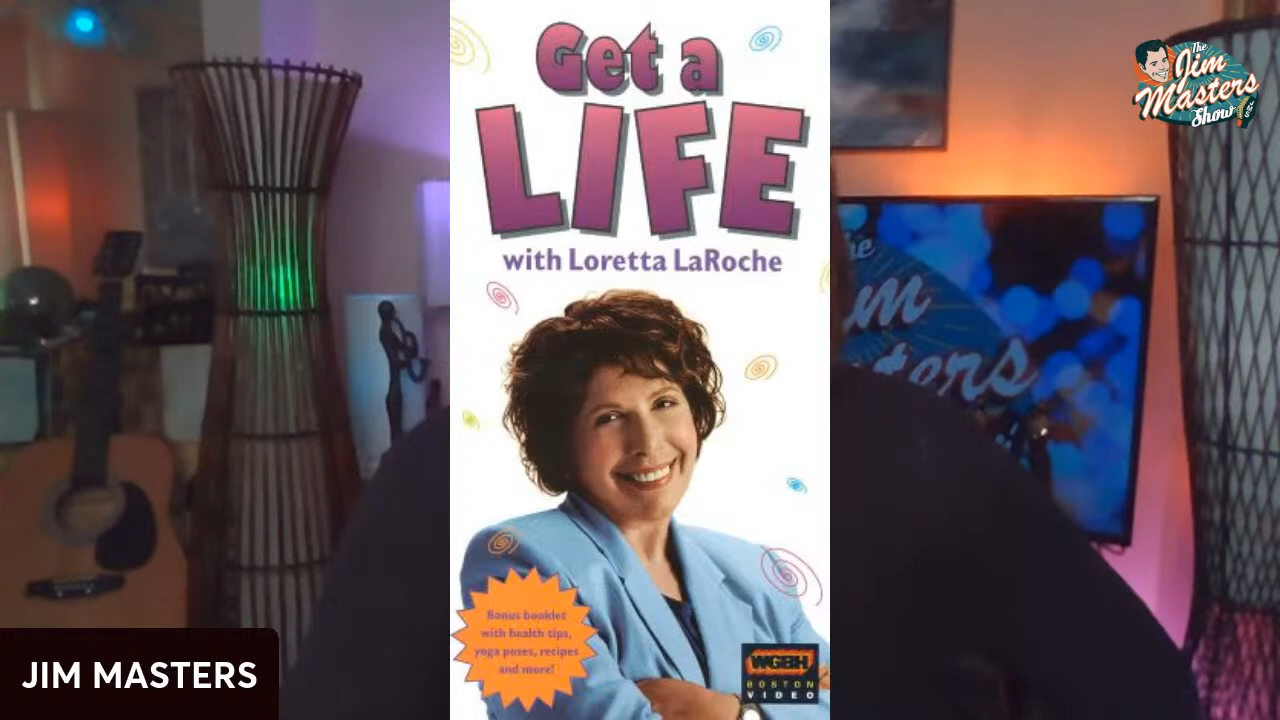 Get a
LIFE
with Loretta LaRoche
Bonus booklet
with health tips,
yoga poses, recipes
and more!
WGBH
BOSTON
VIDEO
The
Jim
Masters
Show
JIM MASTERS